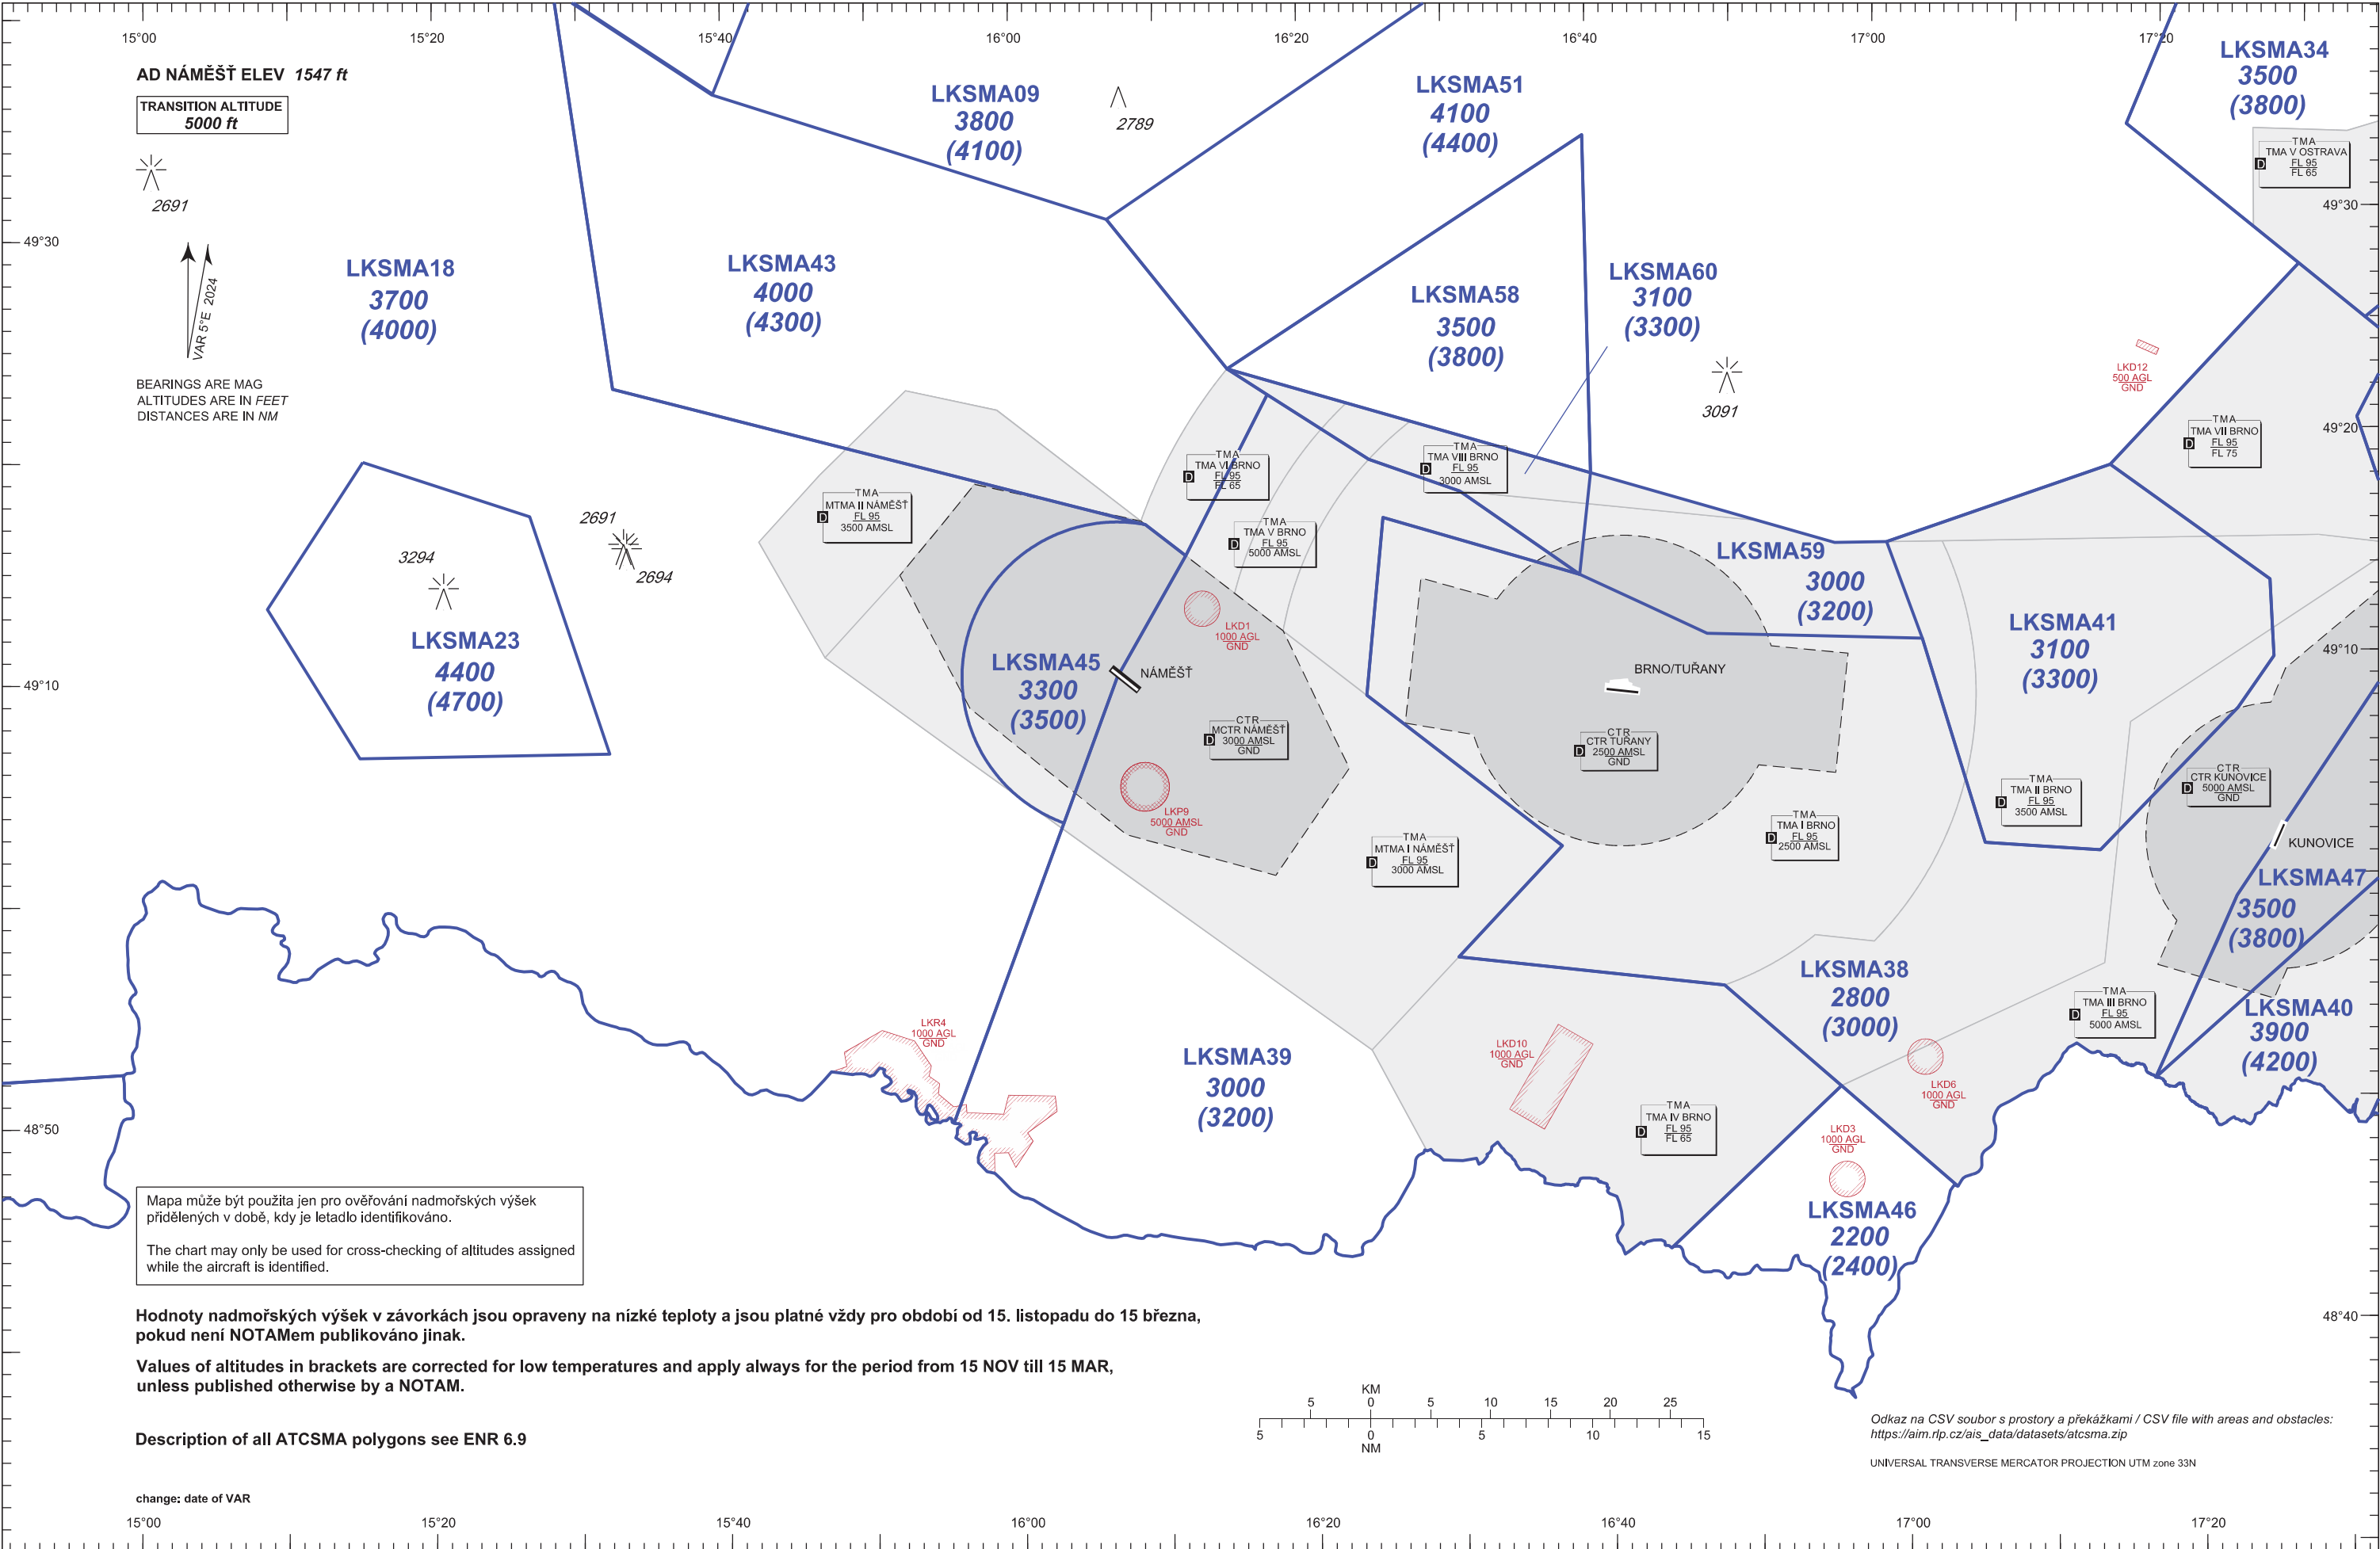 15°00
15°20
15°40
16°00
16°20
16°40
17°00
17°20
AD NÁMĚŠŤ ELEV 1547 ft
TRANSITION ALTITUDE
5000 ft
2691
VAR 5°E 2024
BEARINGS ARE MAG
ALTITUDES ARE IN FEET
DISTANCES ARE IN NM
49°30
49°10
48°50
LKSMA18
3700
(4000)
LKSMA43
4000
(4300)
LKSMA09
3800
(4100)
2789
LKSMA51
4100
(4400)
LKSMA58
3500
(3800)
LKSMA60
3100
(3300)
3091
LKSMA34
3500
(3800)
TMA
TMA V OSTRAVA
D
FL 95
FL 65
49°30
49°20
49°10
48°40
LKD12
500 AGL
GND
TMA
TMA VII BRNO
D
FL 95
FL 75
TMA
TMA VI BRNO
D
FL 95
FL 65
TMA
TMA VIII BRNO
D
FL 95
3000 AMSL
TMA
MTMA II NÁMĚŠŤ
D
FL 95
3500 AMSL
TMA
TMA V BRNO
D
FL 95
5000 AMSL
2691
2694
3294
LKSMA23
4400
(4700)
LKSMA59
3000
(3200)
LKD1
1000 AGL
GND
LKSMA45
3300
(3500)
NÁMĚŠŤ
BRNO/TUŘANY
LKSMA41
3100
(3300)
CTR
MCTR NÁMĚŠŤ
D
3000 AMSL
GND
CTR
CTR TUŘANY
D
2500 AMSL
GND
LKP9
5000 AMSL
GND
TMA
MTMA I NÁMĚŠŤ
D
FL 95
3000 AMSL
TMA
TMA I BRNO
D
FL 95
2500 AMSL
TMA
TMA II BRNO
D
FL 95
3500 AMSL
CTR
CTR KUNOVICE
D
5000 AMSL
GND
KUNOVICE
LKSMA47
3500
(3800)
LKSMA38
2800
(3000)
TMA
TMA III BRNO
D
FL 95
5000 AMSL
LKSMA40
3900
(4200)
LKR4
1000 AGL
GND
LKSMA39
3000
(3200)
LKD10
1000 AGL
GND
LKD6
1000 AGL
GND
TMA
TMA IV BRNO
D
FL 95
FL 65
LKD3
1000 AGL
GND
LKSMA46
2200
(2400)
Mapa může být použita jen pro ověřování nadmořských výšek
přidělených v době, kdy je letadlo identifikováno.
The chart may only be used for cross-checking of altitudes assigned
while the aircraft is identified.
Hodnoty nadmořských výšek v závorkách jsou opraveny na nízké teploty a jsou platné vždy pro období od 15. listopadu do 15 března,
pokud není NOTAMem publikováno jinak.
Values of altitudes in brackets are corrected for low temperatures and apply always for the period from 15 NOV till 15 MAR,
unless published otherwise by a NOTAM.
Description of all ATCSMA polygons see ENR 6.9
KM
5 0 5 10 15 20 25
5 0 5 10 15
NM
Odkaz na CSV soubor s prostory a překážkami / CSV file with areas and obstacles:
https://aim.rlp.cz/ais_data/datasets/atcsma.zip
UNIVERSAL TRANSVERSE MERCATOR PROJECTION UTM zone 33N
change: date of VAR
15°00
15°20
15°40
16°00
16°20
16°40
17°00
17°20